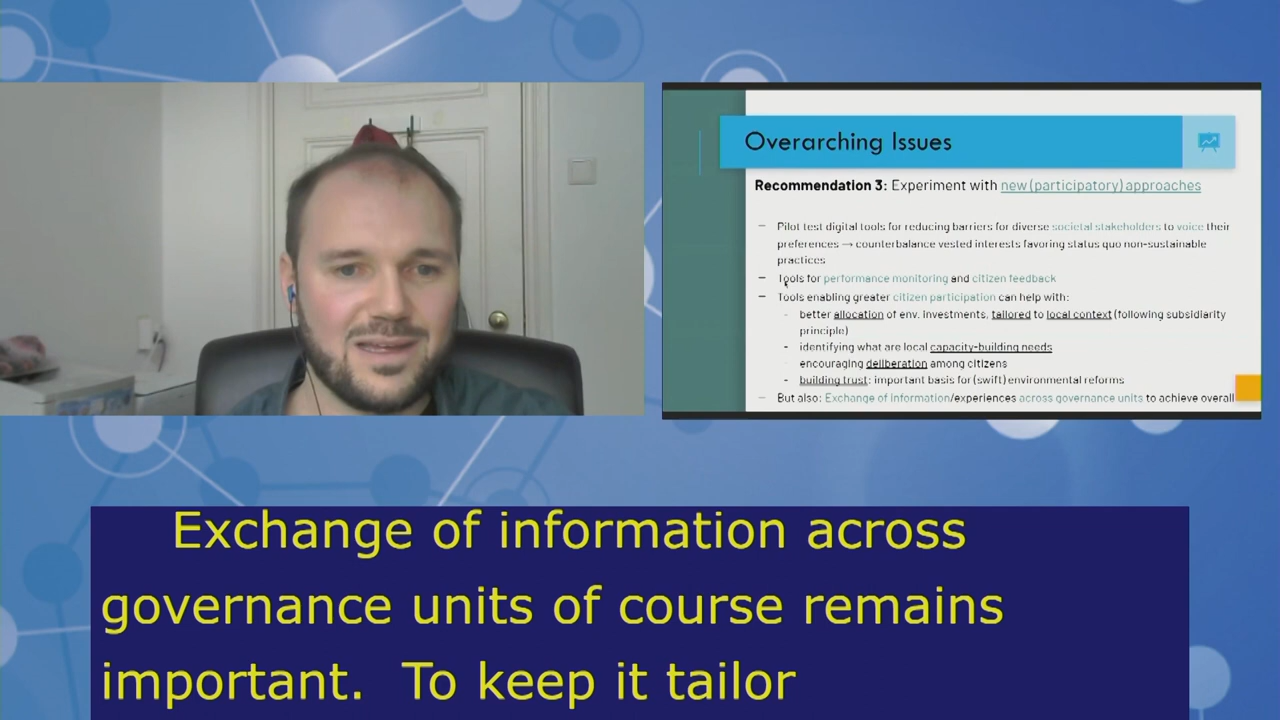 Overarching Issues
Recommendation 3: Experiment with new (participatory) approaches
– Pilot test digital tools for reducing barriers for diverse societal stakeholders to voice their
preferences → counterbalance vested interests favoring status quo non-sustainable
practices
– Tools for performance monitoring and citizen feedback
– Tools enabling greater citizen participation can help with:
- better allocation of env. investments, tailored to local context (following subsidiarity
principle)
- identifying what are local capacity-building needs
- encouraging deliberation among citizens
- building trust: important basis for (swift) environmental reforms
– But also: Exchange of information/experiences across governance units to achieve overall
Exchange of information across
governance units of course remains
important. To keep it tailor